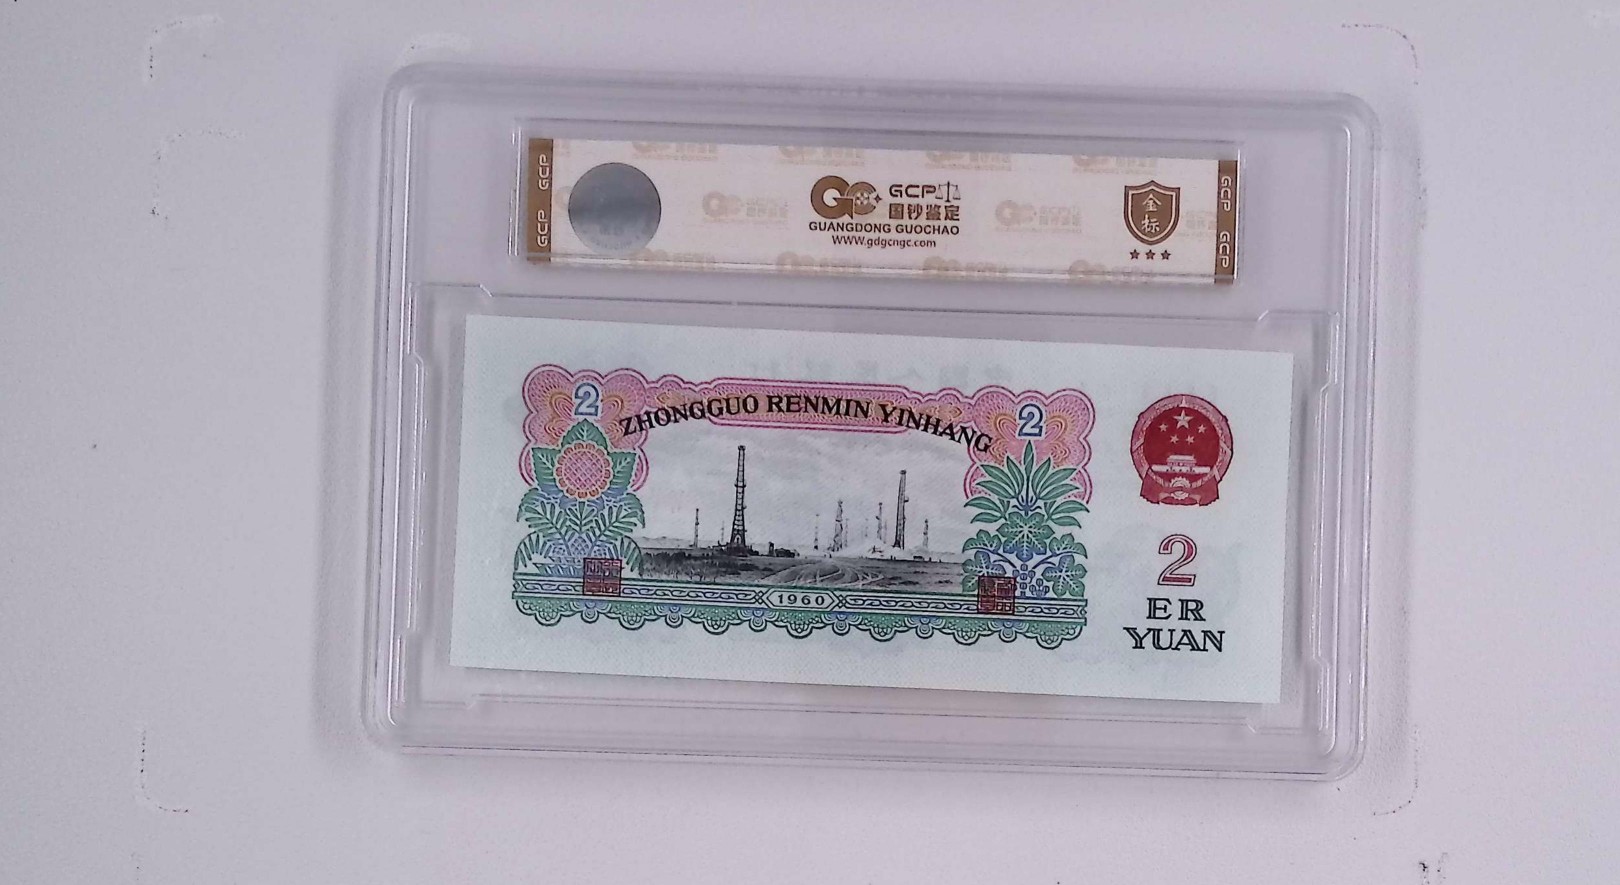 GCP GCP
GCP
国钞鉴定
GUANGDONG GUOCHAO
WWW.gdgcngc.com
金标
GCP GCP
2 ZHONGGUO RENMIN YINHANG 2
1960
2
ER
YUAN